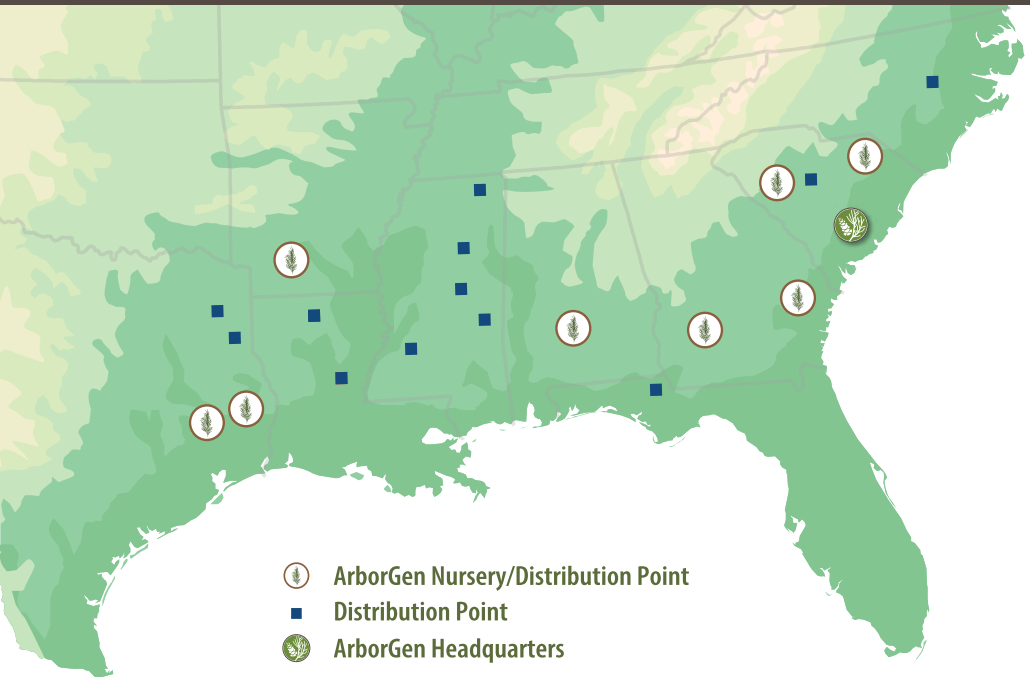 ArborGen Nursery/Distribution Point
Distribution Point
ArborGen Headquarters